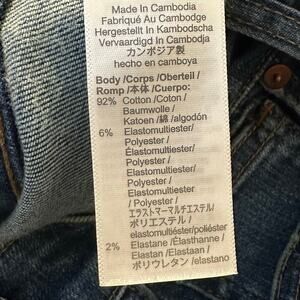 Made In Cambodia
Fabriqué Au Cambodge
Hergestellt In Kambodscha
Vervaardigd In Cambodja
カンボジア製
hecho en camboya
Body /Corps /Oberteil /
Romp /本体 /Cuerpo:
92% Cotton /Coton /
Baumwolle /
Katoen /綿 /algodón
6% Elastomultiester/
Polyester /
Élastomultiester/
Polyester /
Elastomultiester
/ Polyester /
Elastomultiester
/ Polyester /
エラストマーマルチエステル/
ポリエステル /
elastomultiéster/poliéster
2% Elastane /Élasthanne /
Elastan /Elastaan /
ポリウレタン /elastano